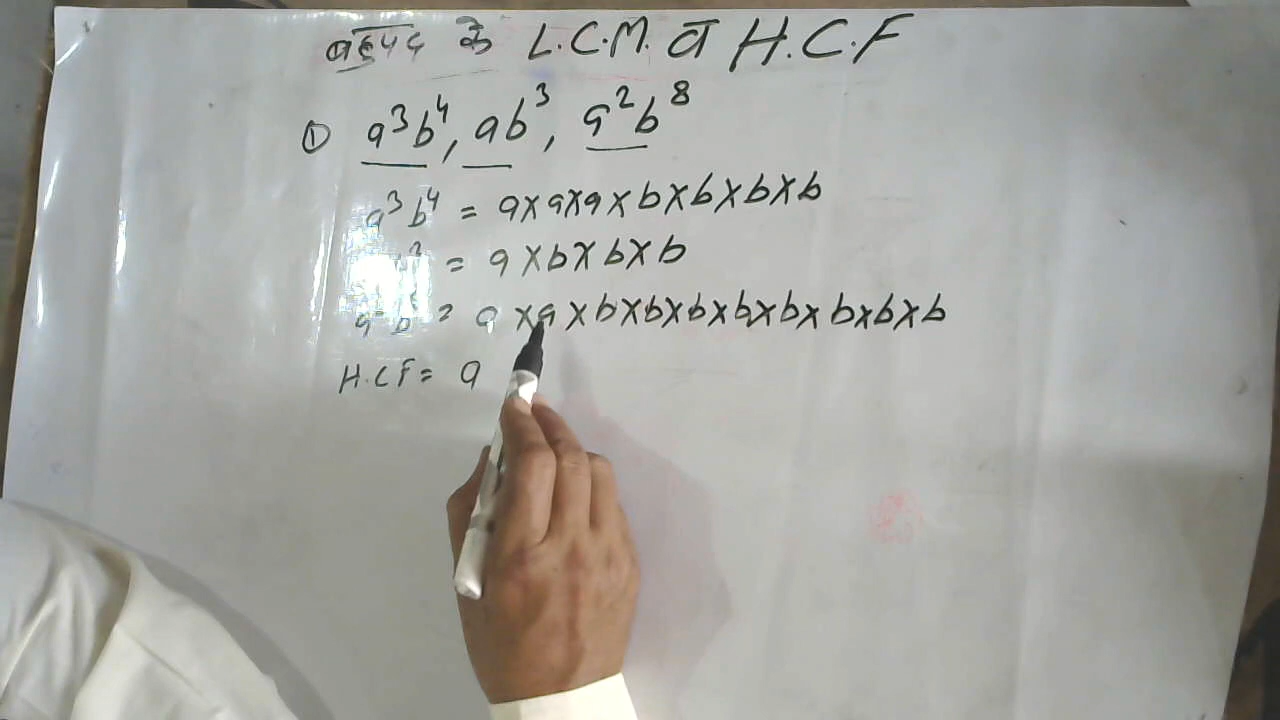 बहुपद के L.C.M. व H.C.F
① a³b⁴, ab³, a²b⁸
a³b⁴ = a×a×a×b×b×b×b
= a×b×b×b
= a×a×b×b×b×b×b×b×b×b
H.C.F = a